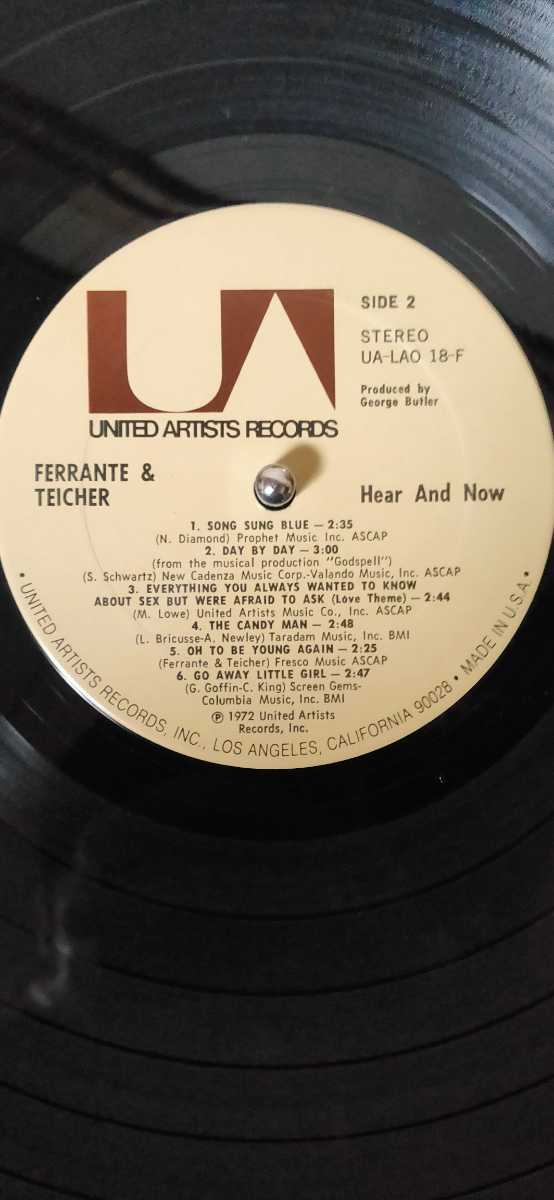 UA
UNITED ARTISTS RECORDS
SIDE 2
STEREO
UA-LAO 18-F
Produced by
George Butler
FERRANTE &
TEICHER
Hear And Now
1. SONG SUNG BLUE — 2:35
(N. Diamond) Prophet Music Inc. ASCAP
2. DAY BY DAY — 3:00
(from the musical production "Godspell")
(S. Schwartz) New Cadenza Music Corp.-Valando Music, Inc. ASCAP
3. EVERYTHING YOU ALWAYS WANTED TO KNOW
ABOUT SEX BUT WERE AFRAID TO ASK (Love Theme) — 2:44
(M. Lowe) United Artists Music Co., Inc. ASCAP
4. THE CANDY MAN — 2:48
(L. Bricusse-A. Newley) Taradam Music, Inc. BMI
5. OH TO BE YOUNG AGAIN — 2:25
(Ferrante & Teicher) Fresco Music ASCAP
6. GO AWAY LITTLE GIRL — 2:47
(G. Goffin-C. King) Screen Gems-
Columbia Music, Inc. BMI
℗ 1972 United Artists
Records, Inc.
• UNITED ARTISTS RECORDS, INC., LOS ANGELES, CALIFORNIA 90028 • MADE IN U.S.A. •